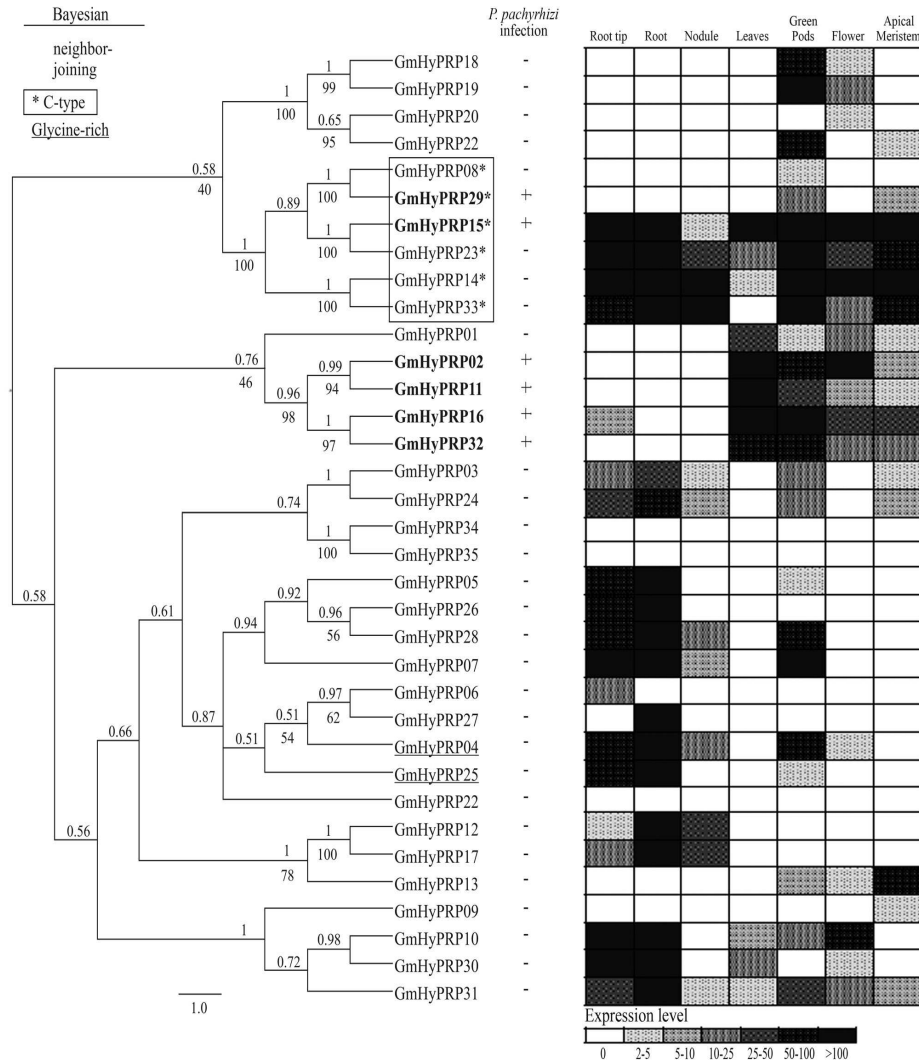 Bayesian
neighbor-
joining
* C-type
Glycine-rich
P. pachyrhizi
infection
Root tip Root Nodule Leaves Green Pods Flower Apical Meristem
GmHyPRP18 -
GmHyPRP19 -
GmHyPRP20 -
GmHyPRP22 -
GmHyPRP08* -
GmHyPRP29* +
GmHyPRP15* +
GmHyPRP23* -
GmHyPRP14* -
GmHyPRP33* -
GmHyPRP01 -
GmHyPRP02 +
GmHyPRP11 +
GmHyPRP16 +
GmHyPRP32 +
GmHyPRP03 -
GmHyPRP24 -
GmHyPRP34 -
GmHyPRP35 -
GmHyPRP05 -
GmHyPRP26 -
GmHyPRP28 -
GmHyPRP07 -
GmHyPRP06 -
GmHyPRP27 -
GmHyPRP04 -
GmHyPRP25 -
GmHyPRP22 -
GmHyPRP12 -
GmHyPRP17 -
GmHyPRP13 -
GmHyPRP09 -
GmHyPRP10 -
GmHyPRP30 -
GmHyPRP31 -
1
99
1
100
0.65
95
0.58
40
1
100
0.89
1
100
1
100
1
100
0.76
46
0.99
94
0.96
98
1
97
1
0.74
1
100
0.58
0.61
0.92
0.96
56
0.94
0.87
0.97
62
0.51
54
0.51
0.66
0.56
1
100
1
78
1
0.98
0.72
1.0
Expression level
0 2-5 5-10 10-25 25-50 50-100 >100